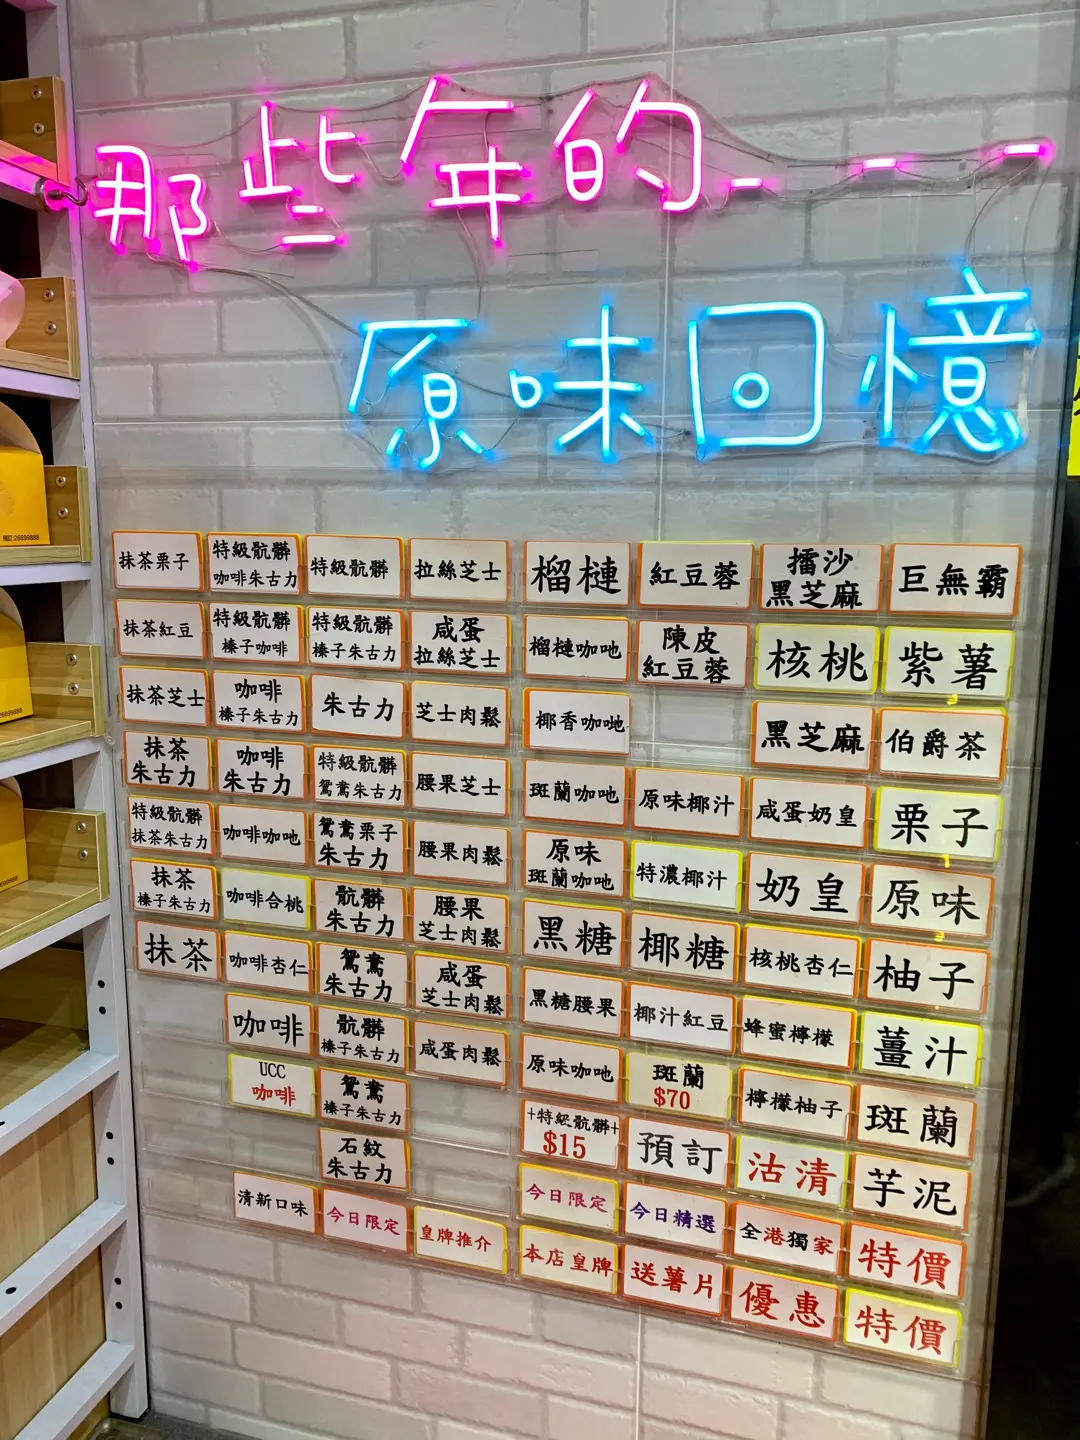 那些年的_ _ _
原味回憶
抹茶栗子
特級骯髒
咖啡朱古力
特級骯髒
拉絲芝士
榴槤
紅豆蓉
擂沙
黑芝麻
巨無霸
抹茶紅豆
特級骯髒
榛子咖啡
特級骯髒
榛子朱古力
咸蛋
拉絲芝士
榴槤咖吔
陳皮
紅豆蓉
核桃
紫薯
抹茶芝士
咖啡
榛子朱古力
朱古力
芝士肉鬆
椰香咖吔
黑芝麻
伯爵茶
抹茶
朱古力
咖啡
朱古力
特級骯髒
鴛鴦朱古力
腰果芝士
斑蘭咖吔
原味椰汁
咸蛋奶皇
栗子
特級骯髒
抹茶朱古力
咖啡咖吔
鴛鴦栗子
朱古力
腰果肉鬆
原味
斑蘭咖吔
特濃椰汁
奶皇
原味
抹茶
榛子朱古力
咖啡合桃
骯髒
朱古力
腰果
芝士肉鬆
黑糖
椰糖
核桃杏仁
柚子
抹茶
咖啡杏仁
鴛鴦
朱古力
咸蛋
芝士肉鬆
黑糖腰果
椰汁紅豆
蜂蜜檸檬
薑汁
咖啡
骯髒
榛子朱古力
咸蛋肉鬆
原味咖吔
斑蘭
$70
檸檬柚子
斑蘭
UCC
咖啡
鴛鴦
榛子朱古力
+特級骯髒+
$15
預訂
沽清
芋泥
石紋
朱古力
清新口味
今日限定
皇牌推介
今日限定
今日精選
全港獨家
特價
本店皇牌
送薯片
優惠
特價